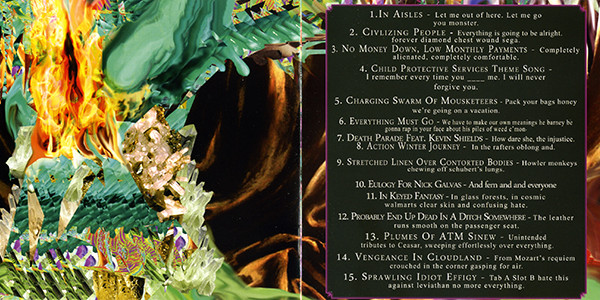 1. In Aisles - Let me out of here. Let me go
you monster.
2. Civlizing People - Everything is going to be alright.
forever diamond chest wound sega.
3. No Money Down, Low Monthly Payments - Completely
alienated, completely comfortable.
4. Child Protective Services Theme Song -
I remember every time you ____ me. I will never
forgive you.
5. Charging Swarm Of Mousketeers - Pack your bags honey
we're going on a vacation.
6. Everything Must Go - We have to make our own meanings he barney be
gonna rap in your face about his piles of weed c'mon
7. Death Parade Feat. Kevin Shields - How dare she, the injustice.
8. Action Winter Journey - In the rafters oblong and.
9. Stretched Linen Over Contorted Bodies - Howler monkeys
chewing off schubert's lungs.
10. Eulogy For Nick Galvas - And fern and and everyone
11. In Keyed Fantasy - In glass forests, in cosmic
walmarts clear skin and confusing hate.
12. Probably End Up Dead In A Ditch Somewhere - The leather
runs smooth on the passenger seat.
13. Plumes Of ATM Sinew - Unintended
tributes to Ceasar, sweeping effortlessly over everything.
14. Vengeance In Cloudland - From Mozart's requiem
crouched in the corner gasping for air.
15. Sprawling Idiot Effigy - Tab A Slot B hate this
against leviathan no more everything.